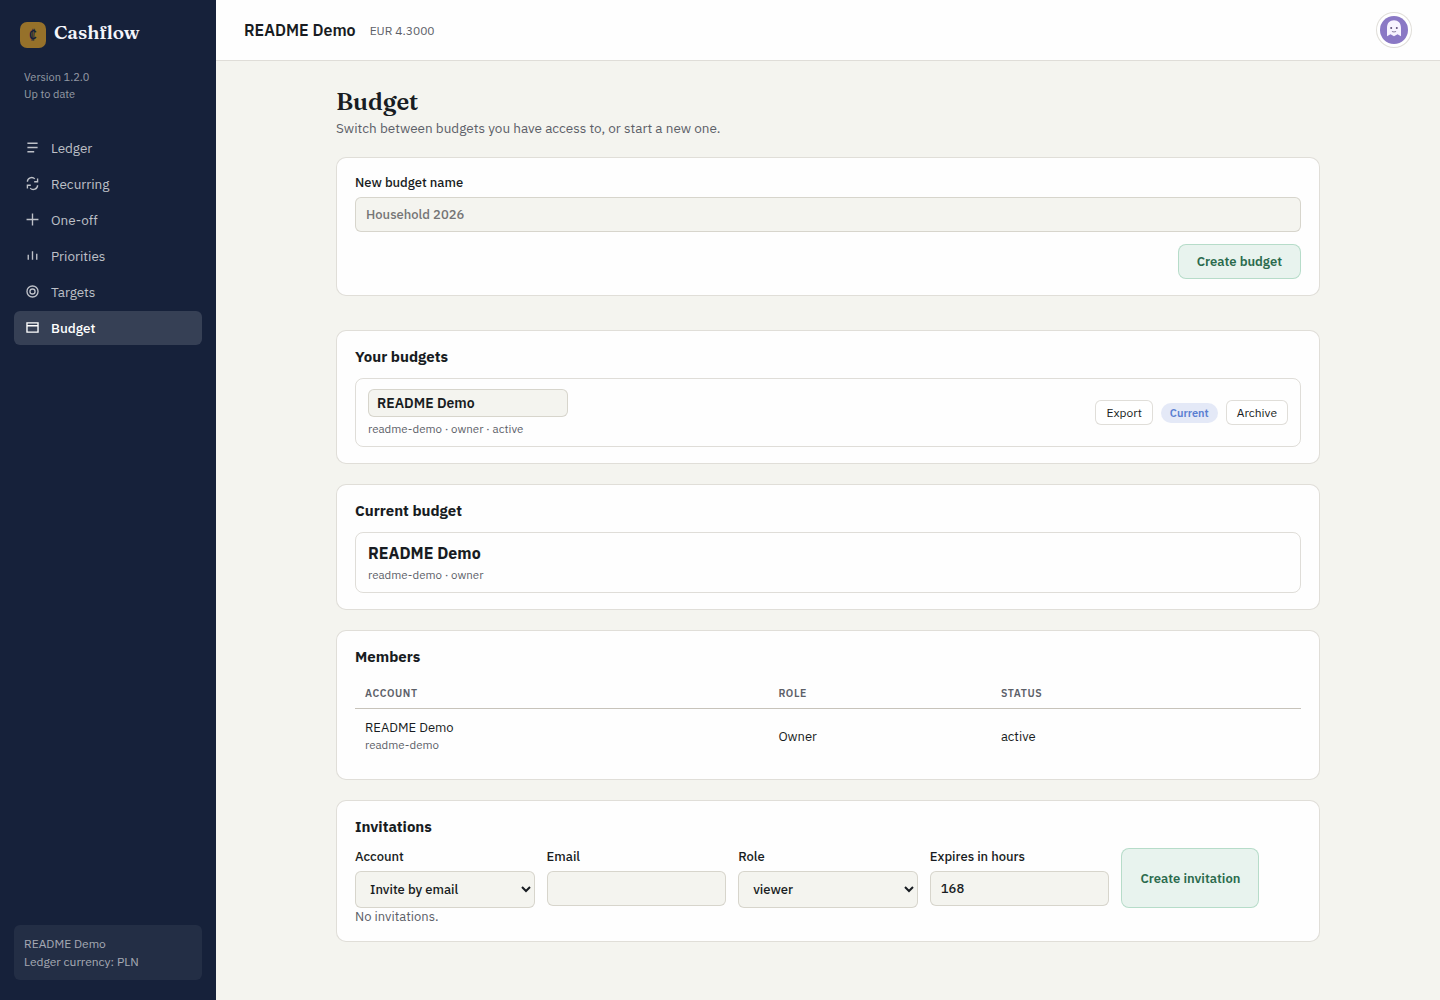 Cashflow
Version 1.2.0
Up to date
Ledger
Recurring
One-off
Priorities
Targets
Budget
README Demo
Ledger currency: PLN
README Demo EUR 4.3000
Budget
Switch between budgets you have access to, or start a new one.
New budget name
Household 2026
Create budget
Your budgets
README Demo
readme-demo · owner · active
Export Current Archive
Current budget
README Demo
readme-demo · owner
Members
ACCOUNT ROLE STATUS
README Demo
readme-demo
Owner active
Invitations
Account Email Role Expires in hours
Invite by email viewer 168 Create invitation
No invitations.